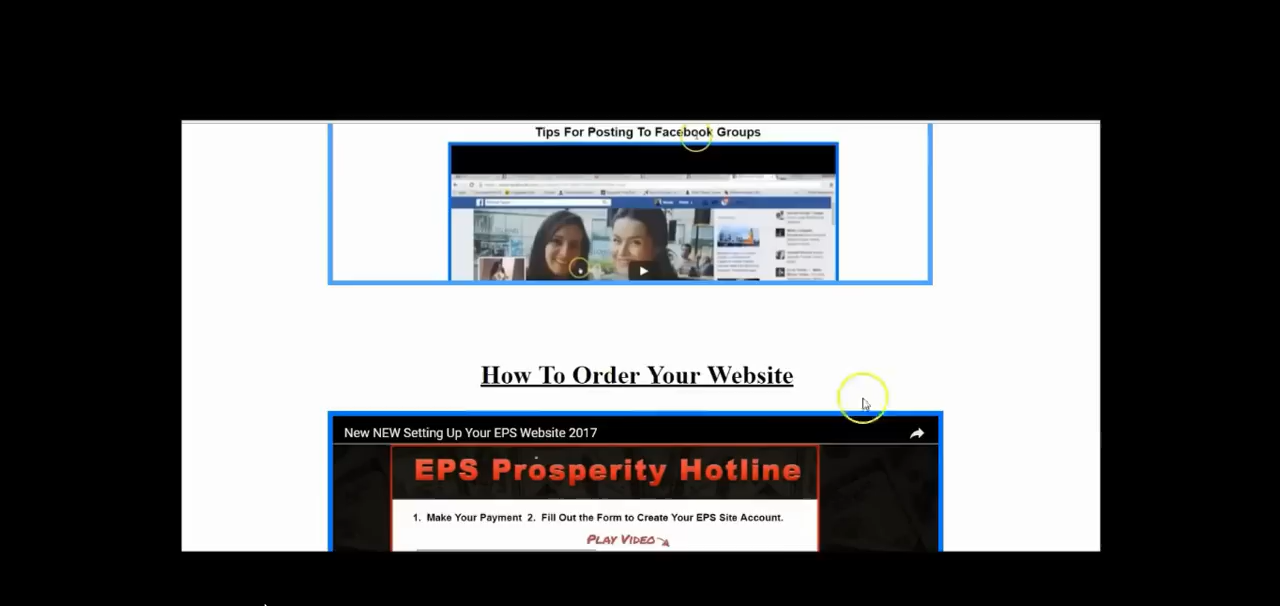 Tips For Posting To Facebook Groups
How To Order Your Website
New NEW Setting Up Your EPS Website 2017
EPS Prosperity Hotline
1. Make Your Payment 2. Fill Out the Form to Create Your EPS Site Account.
PLAY VIDEO